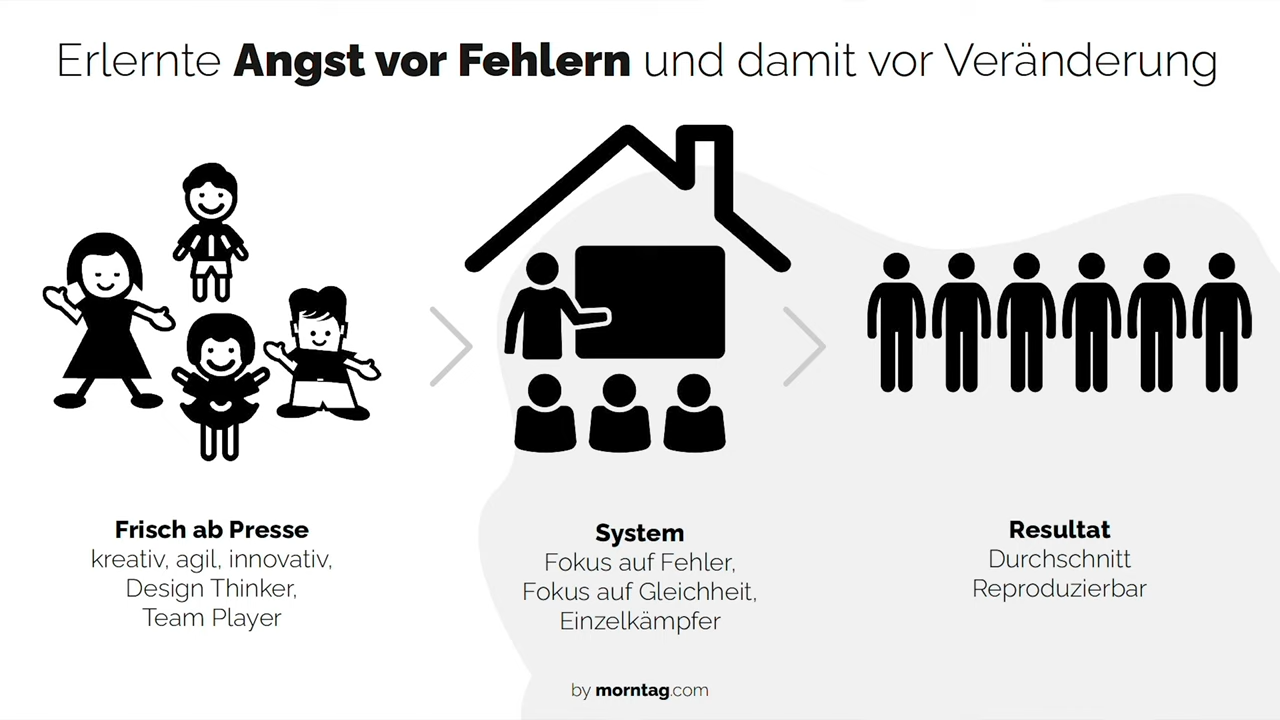 Erlernte Angst vor Fehlern und damit vor Veränderung
Frisch ab Presse
kreativ, agil, innovativ,
Design Thinker,
Team Player
System
Fokus auf Fehler,
Fokus auf Gleichheit,
Einzelkämpfer
Resultat
Durchschnitt
Reproduzierbar
by morntag.com